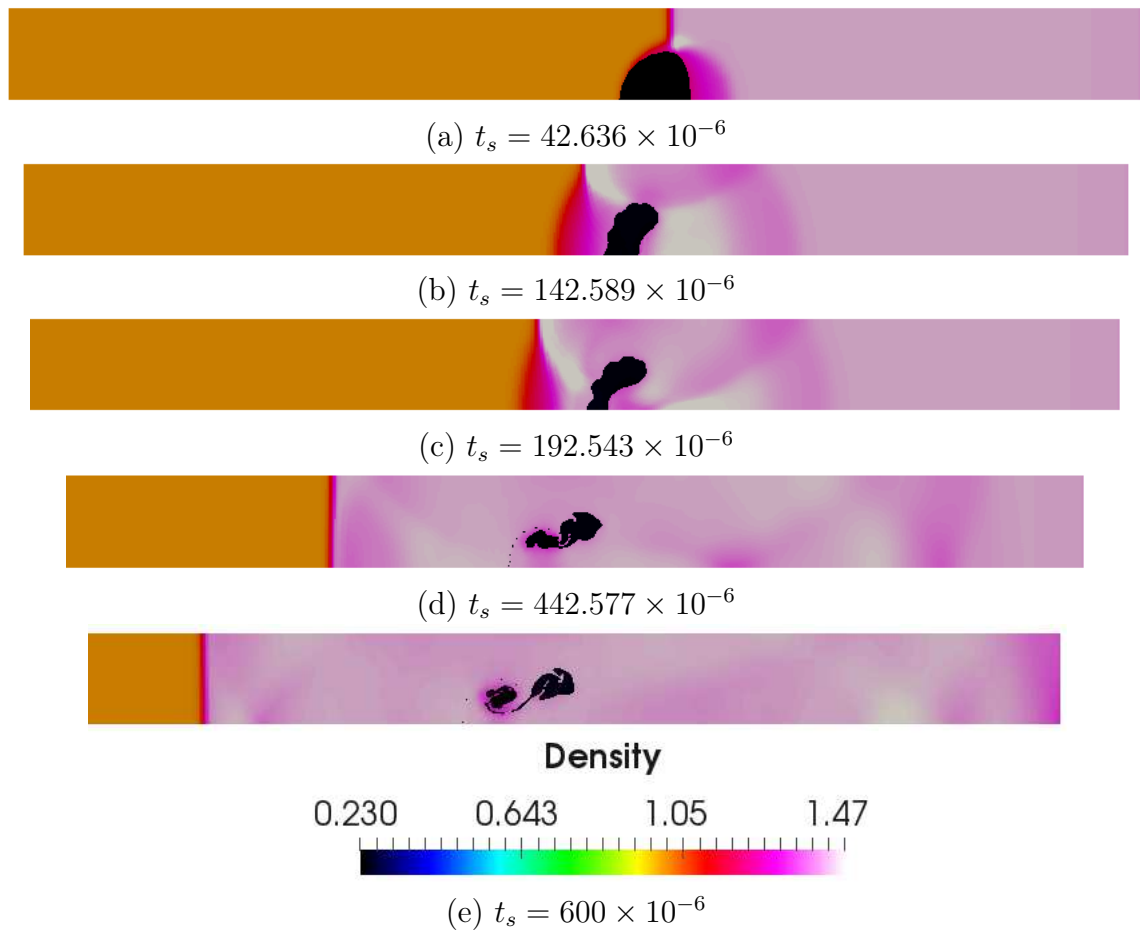 (a) t_s = 42.636 × 10^{-6}
(b) t_s = 142.589 × 10^{-6}
(c) t_s = 192.543 × 10^{-6}
(d) t_s = 442.577 × 10^{-6}
Density
0.230 0.643 1.05 1.47
(e) t_s = 600 × 10^{-6}